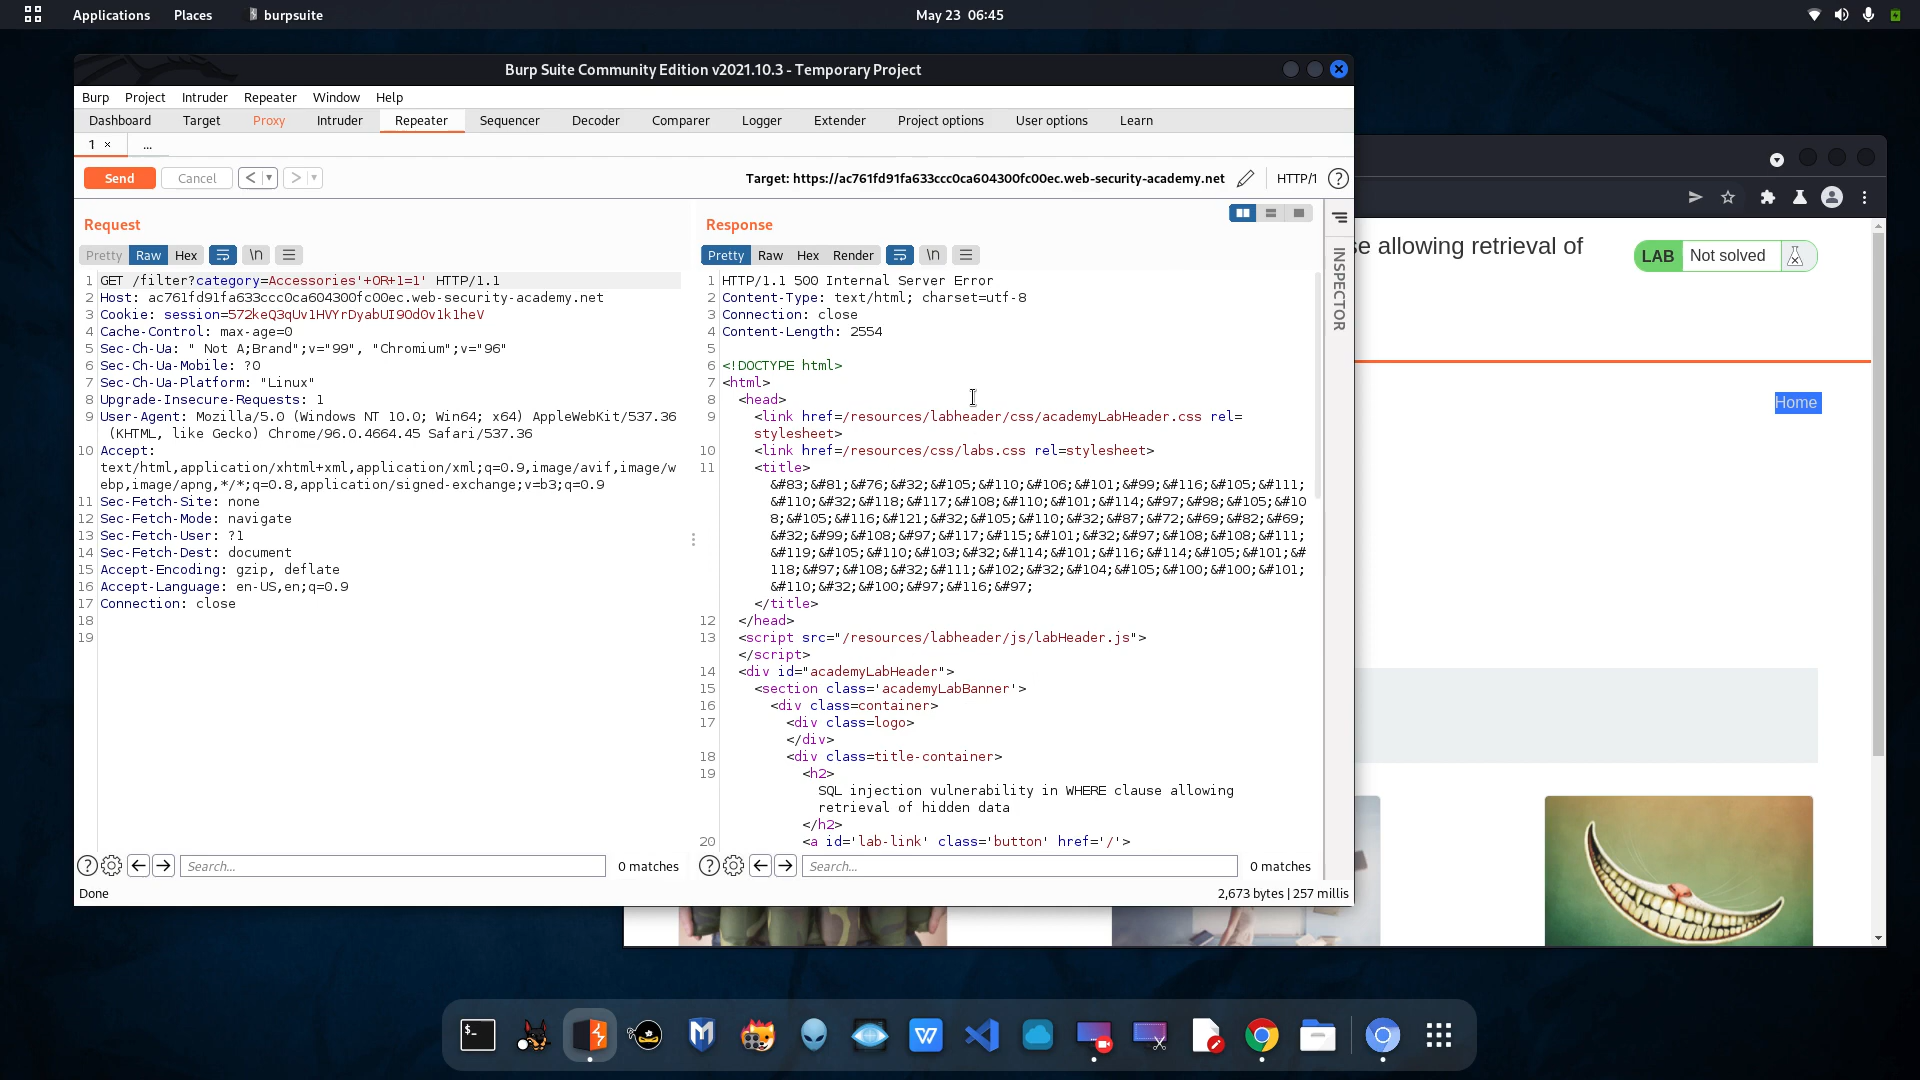 Applications Places burpsuite May 23 06:45
Burp Suite Community Edition v2021.10.3 - Temporary Project
Burp Project Intruder Repeater Window Help
Dashboard Target Proxy Intruder Repeater Sequencer Decoder Comparer Logger Extender Project options User options Learn
1 × ...
Send Cancel < > Target: https://ac761fd91fa633ccc0ca604300fc00ec.web-security-academy.net HTTP/1 ?
Request
Pretty Raw Hex \n
1 GET /filter?category=Accessories'+OR+1=1' HTTP/1.1
2 Host: ac761fd91fa633ccc0ca604300fc00ec.web-security-academy.net
3 Cookie: session=572keQ3qUv1HVYrDyabUI9Od0v1k1heV
4 Cache-Control: max-age=0
5 Sec-Ch-Ua: " Not A;Brand";v="99", "Chromium";v="96"
6 Sec-Ch-Ua-Mobile: ?0
7 Sec-Ch-Ua-Platform: "Linux"
8 Upgrade-Insecure-Requests: 1
9 User-Agent: Mozilla/5.0 (Windows NT 10.0; Win64; x64) AppleWebKit/537.36
(KHTML, like Gecko) Chrome/96.0.4664.45 Safari/537.36
10 Accept:
text/html,application/xhtml+xml,application/xml;q=0.9,image/avif,image/w
ebp,image/apng,*/*;q=0.8,application/signed-exchange;v=b3;q=0.9
11 Sec-Fetch-Site: none
12 Sec-Fetch-Mode: navigate
13 Sec-Fetch-User: ?1
14 Sec-Fetch-Dest: document
15 Accept-Encoding: gzip, deflate
16 Accept-Language: en-US,en;q=0.9
17 Connection: close
18
19
? Search... 0 matches
Done
Response
Pretty Raw Hex Render \n
INSPECTOR
1 HTTP/1.1 500 Internal Server Error
2 Content-Type: text/html; charset=utf-8
3 Connection: close
4 Content-Length: 2554
5
6 <!DOCTYPE html>
7 <html>
8 <head>
9 <link href=/resources/labheader/css/academyLabHeader.css rel=
stylesheet>
10 <link href=/resources/css/labs.css rel=stylesheet>
11 <title>
&#83;&#81;&#76;&#32;&#105;&#110;&#106;&#101;&#99;&#116;&#105;&#111;
&#110;&#32;&#118;&#117;&#108;&#110;&#101;&#114;&#97;&#98;&#105;&#10
8;&#105;&#116;&#121;&#32;&#105;&#110;&#32;&#87;&#72;&#69;&#82;&#69;
&#32;&#99;&#108;&#97;&#117;&#115;&#101;&#32;&#97;&#108;&#108;&#111;
&#119;&#105;&#110;&#103;&#32;&#114;&#101;&#116;&#114;&#105;&#101;&#
118;&#97;&#108;&#32;&#111;&#102;&#32;&#104;&#105;&#100;&#100;&#101;
&#110;&#32;&#100;&#97;&#116;&#97;
</title>
12 </head>
13 <script src="/resources/labheader/js/labHeader.js">
</script>
14 <div id="academyLabHeader">
15 <section class='academyLabBanner'>
16 <div class=container>
17 <div class=logo>
</div>
18 <div class=title-container>
19 <h2>
SQL injection vulnerability in WHERE clause allowing
retrieval of hidden data
</h2>
20 <a id='lab-link' class='button' href='/'>
? Search... 0 matches
2,673 bytes | 257 millis
se allowing retrieval of
LAB Not solved
Home
$_
W